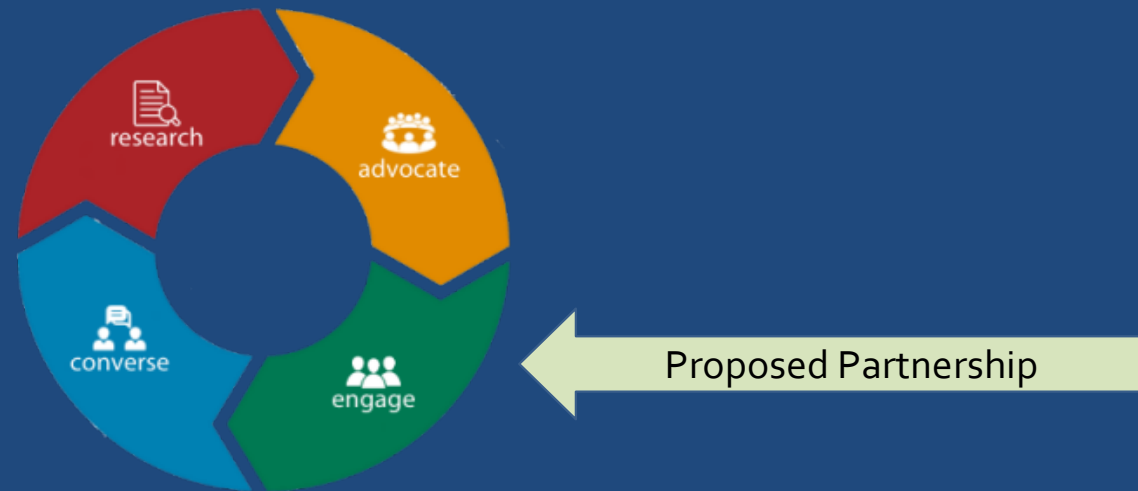 research
advocate
converse
engage
Proposed Partnership